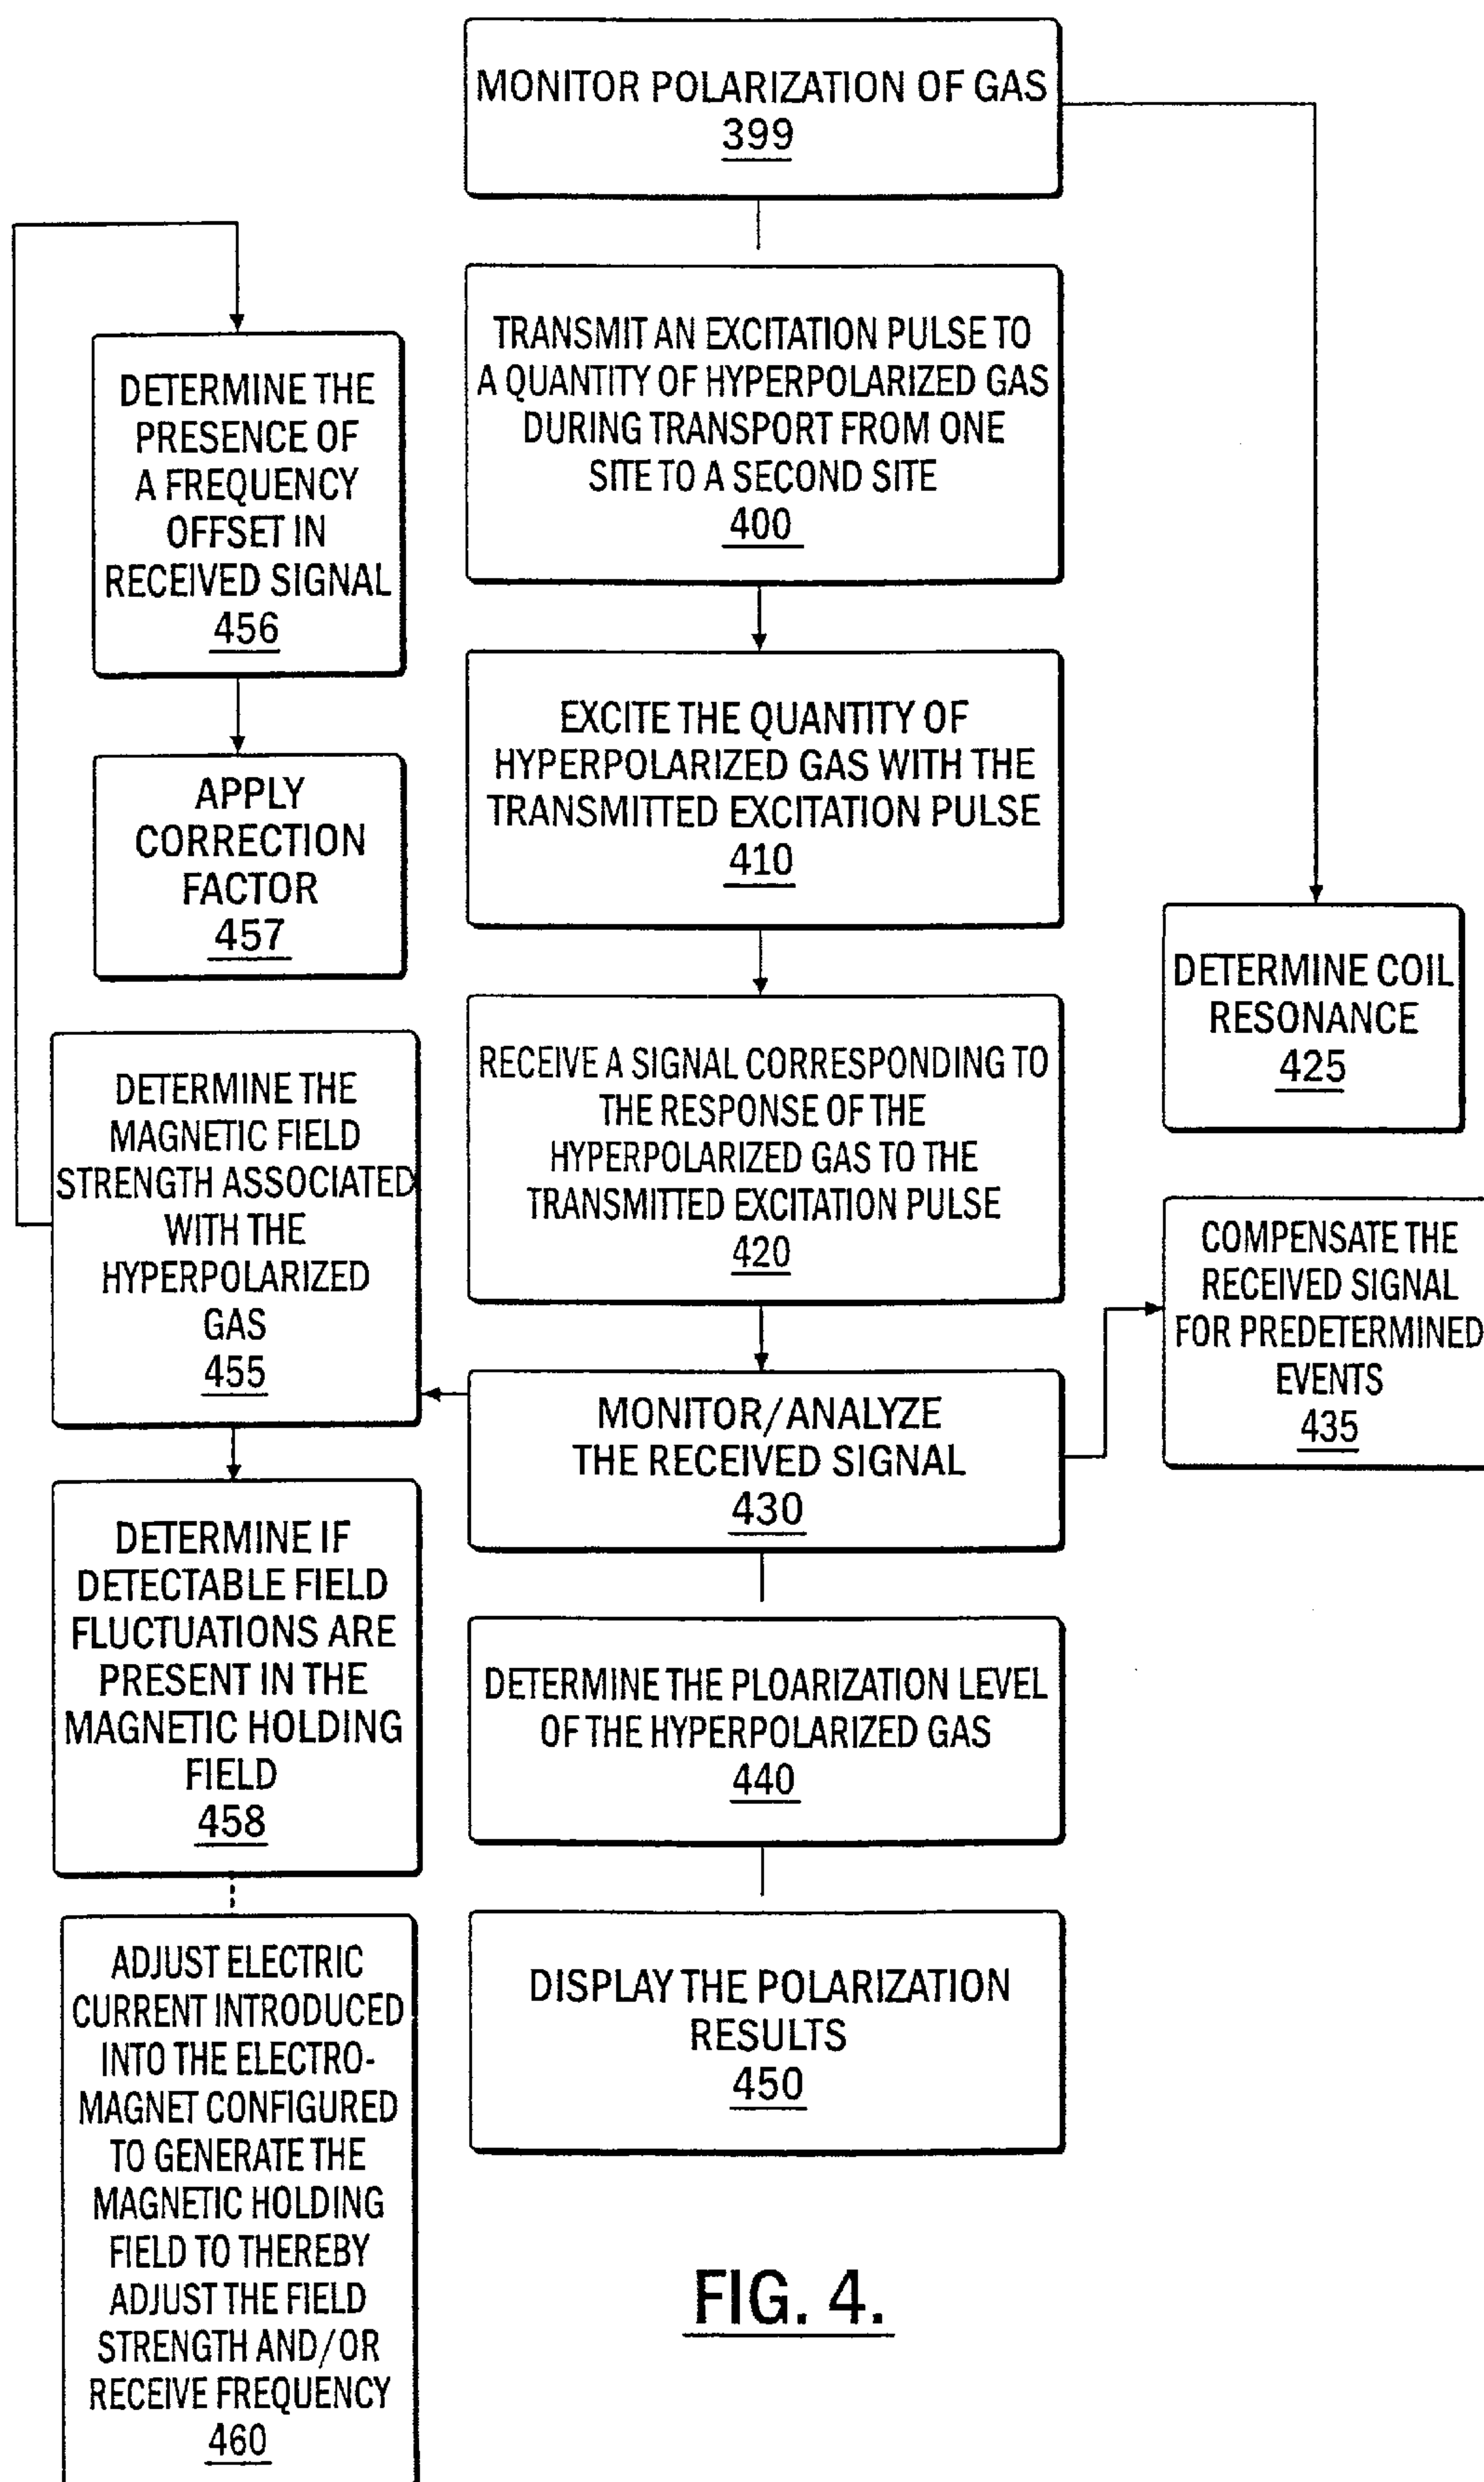 MONITOR POLARIZATION OF GAS
399
TRANSMIT AN EXCITATION PULSE TO
A QUANTITY OF HYPERPOLARIZED GAS
DURING TRANSPORT FROM ONE
SITE TO A SECOND SITE
400
EXCITE THE QUANTITY OF
HYPERPOLARIZED GAS WITH THE
TRANSMITTED EXCITATION PULSE
410
RECEIVE A SIGNAL CORRESPONDING TO
THE RESPONSE OF THE
HYPERPOLARIZED GAS TO THE
TRANSMITTED EXCITATION PULSE
420
MONITOR/ANALYZE
THE RECEIVED SIGNAL
430
DETERMINE THE PLOARIZATION LEVEL
OF THE HYPERPOLARIZED GAS
440
DISPLAY THE POLARIZATION
RESULTS
450
DETERMINE THE
PRESENCE OF
A FREQUENCY
OFFSET IN
RECEIVED SIGNAL
456
APPLY
CORRECTION
FACTOR
457
DETERMINE THE
MAGNETIC FIELD
STRENGTH ASSOCIATED
WITH THE
HYPERPOLARIZED
GAS
455
DETERMINE IF
DETECTABLE FIELD
FLUCTUATIONS ARE
PRESENT IN THE
MAGNETIC HOLDING
FIELD
458
ADJUST ELECTRIC
CURRENT INTRODUCED
INTO THE ELECTRO-
MAGNET CONFIGURED
TO GENERATE THE
MAGNETIC HOLDING
FIELD TO THEREBY
ADJUST THE FIELD
STRENGTH AND/OR
RECEIVE FREQUENCY
460
DETERMINE COIL
RESONANCE
425
COMPENSATE THE
RECEIVED SIGNAL
FOR PREDETERMINED
EVENTS
435
FIG. 4.